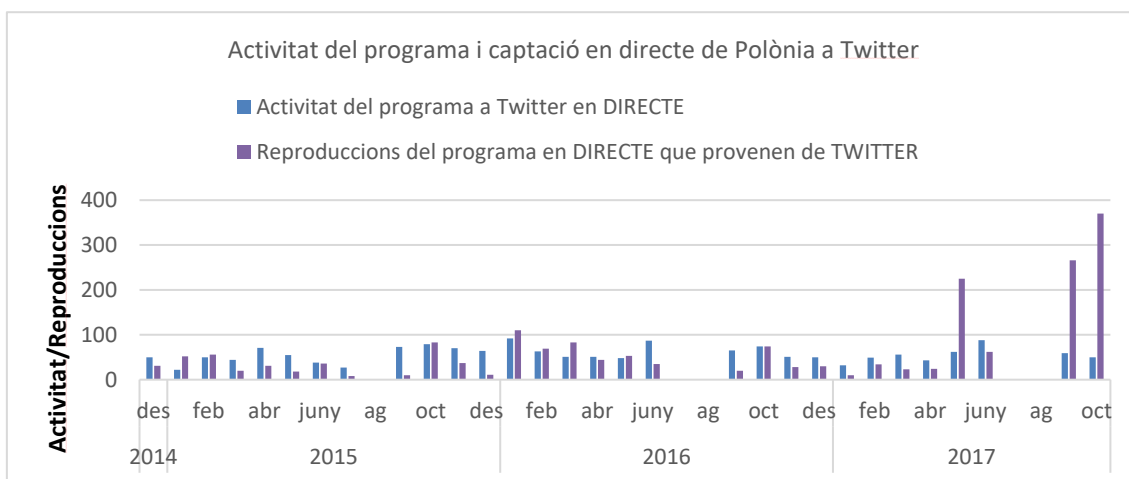 Activitat del programa i captació en directe de Polònia a Twitter
Activitat del programa a Twitter en DIRECTE
Reproduccions del programa en DIRECTE que provenen de TWITTER
Activitat/Reproduccions
400
300
200
100
0
des feb abr juny ag oct des feb abr juny ag oct des feb abr juny ag oct
2014 2015 2016 2017